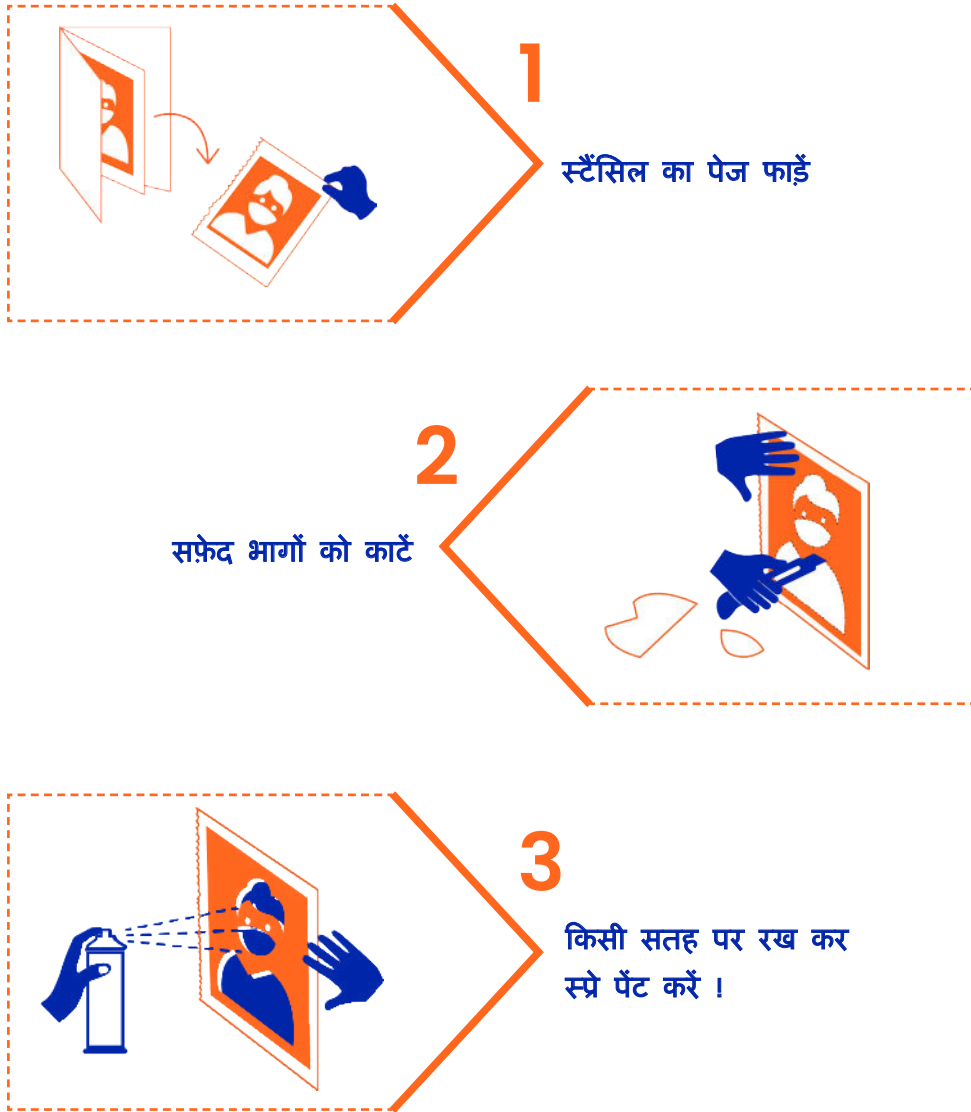 1
स्टैंसिल का पेज फाड़ें
2
सफ़ेद भागों को काटें
3
किसी सतह पर रख कर
स्प्रे पेंट करें !